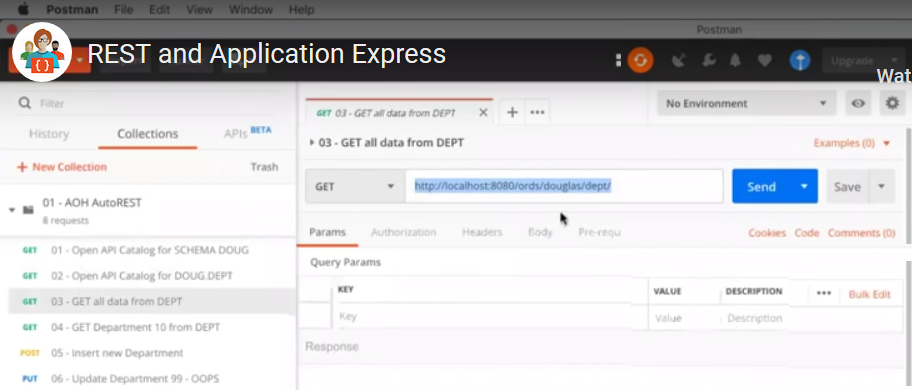 Postman File Edit View Window Help
Postman
REST and Application Express
Upgrade
Wat
Filter
GET 03 - GET all data from DEPT
No Environment
History Collections APIs BETA
03 - GET all data from DEPT Examples (0)
+ New Collection Trash
GET http://localhost:8080/ords/douglas/dept/ Send Save
01 - AOH AutoREST
8 requests
Params Authorization Headers Body Pre-requ Cookies Code Comments (0)
GET 01 - Open API Catalog for SCHEMA DOUG
Query Params
GET 02 - Open API Catalog for DOUG.DEPT
KEY VALUE DESCRIPTION ••• Bulk Edit
GET 03 - GET all data from DEPT
Key Value Description
GET 04 - GET Department 10 from DEPT
Response
POST 05 - Insert new Department
PUT 06 - Update Department 99 - OOPS